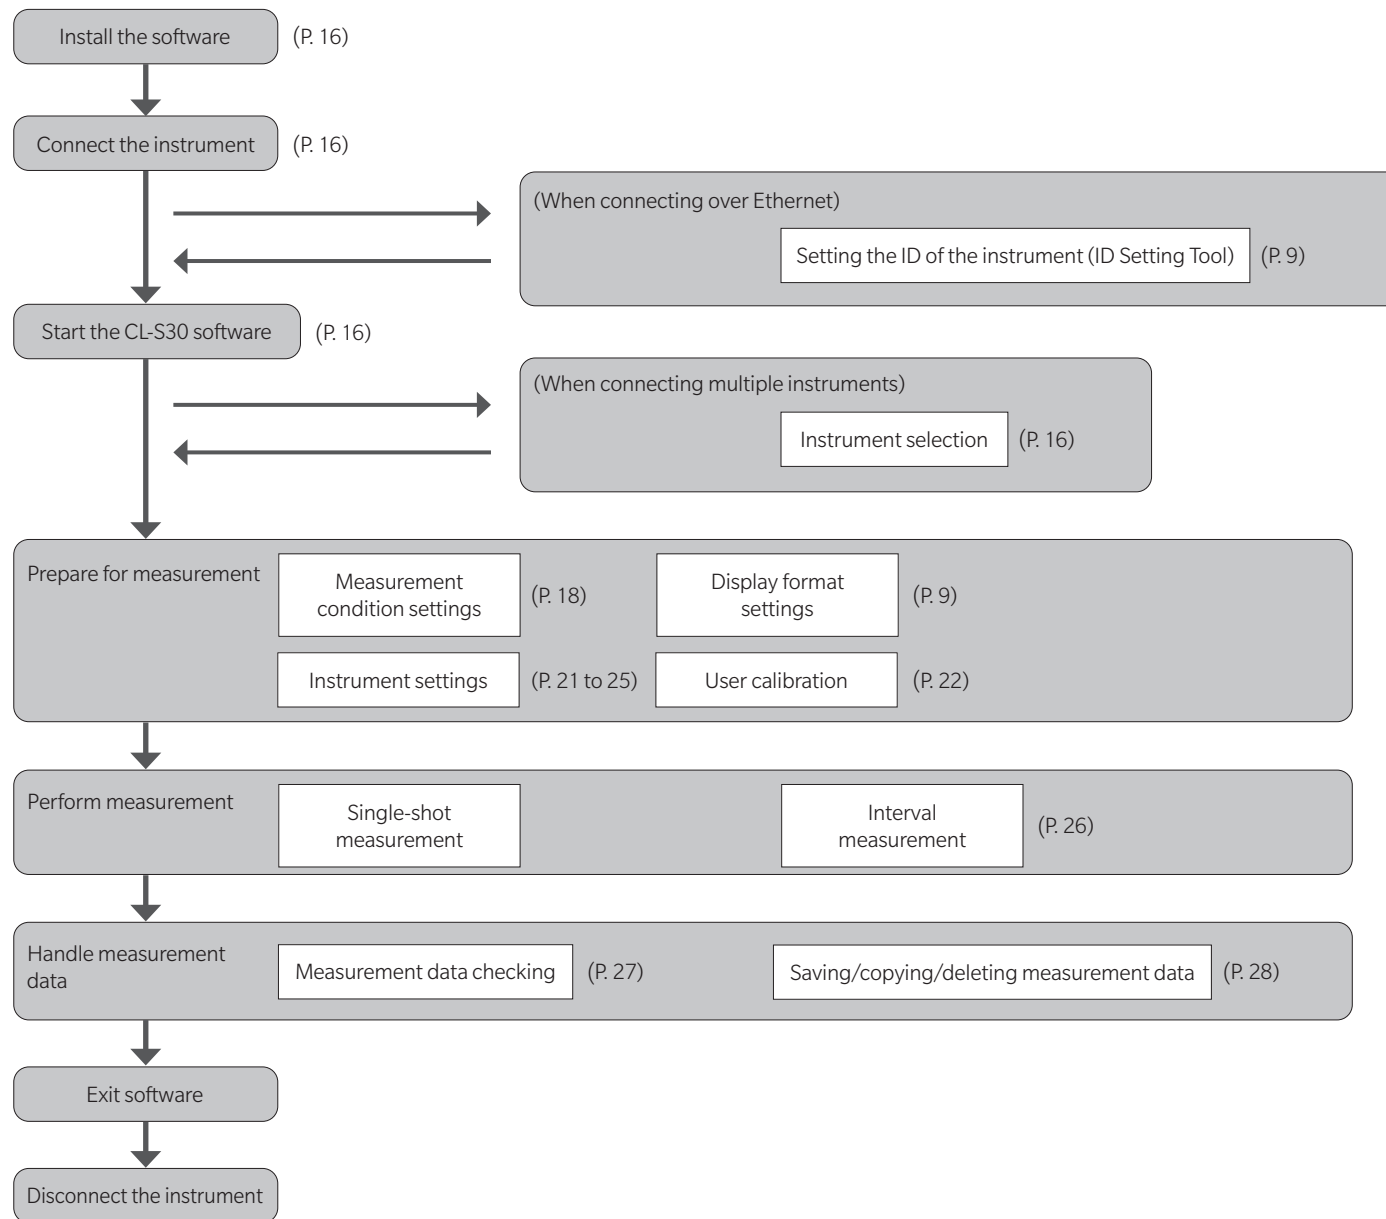 Install the software (P. 16)
Connect the instrument (P. 16)
(When connecting over Ethernet)
Setting the ID of the instrument (ID Setting Tool) (P. 9)
Start the CL-S30 software (P. 16)
(When connecting multiple instruments)
Instrument selection (P. 16)
Prepare for measurement
Measurement
condition settings
(P. 18)
Display format
settings
(P. 9)
Instrument settings (P. 21 to 25)
User calibration (P. 22)
Perform measurement
Single-shot
measurement
Interval
measurement
(P. 26)
Handle measurement
data
Measurement data checking (P. 27)
Saving/copying/deleting measurement data (P. 28)
Exit software
Disconnect the instrument